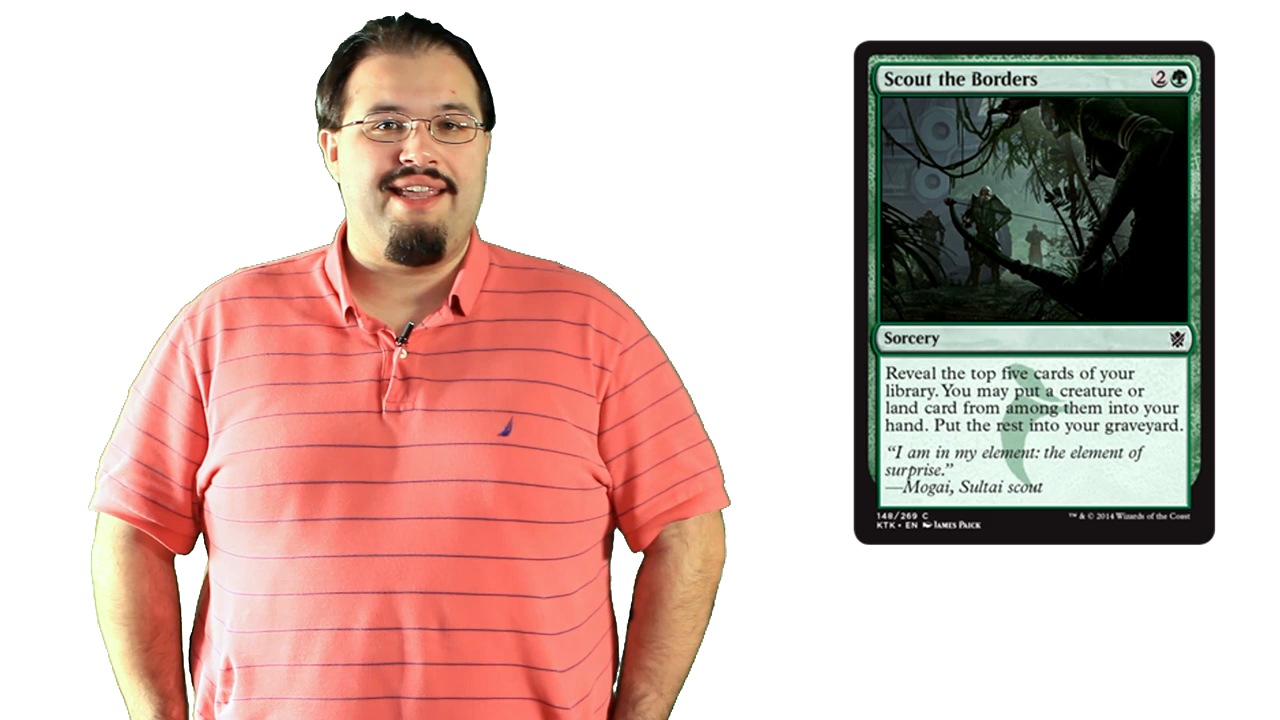 Scout the Borders 2
Sorcery
Reveal the top five cards of your
library. You may put a creature or
land card from among them into your
hand. Put the rest into your graveyard.
“I am in my element: the element of
surprise.”
—Mogai, Sultai scout
148/269 C
KTK • EN JAMES PAICK
™ & © 2014 Wizards of the Coast